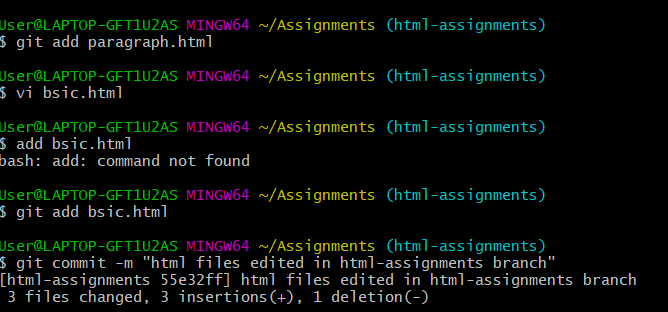 User@LAPTOP-GFT1U2AS MINGW64 ~/Assignments (html-assignments)
$ git add paragraph.html
User@LAPTOP-GFT1U2AS MINGW64 ~/Assignments (html-assignments)
$ vi bsic.html
User@LAPTOP-GFT1U2AS MINGW64 ~/Assignments (html-assignments)
$ add bsic.html
bash: add: command not found
User@LAPTOP-GFT1U2AS MINGW64 ~/Assignments (html-assignments)
$ git add bsic.html
User@LAPTOP-GFT1U2AS MINGW64 ~/Assignments (html-assignments)
$ git commit -m "html files edited in html-assignments branch"
[html-assignments 55e32ff] html files edited in html-assignments branch
3 files changed, 3 insertions(+), 1 deletion(-)